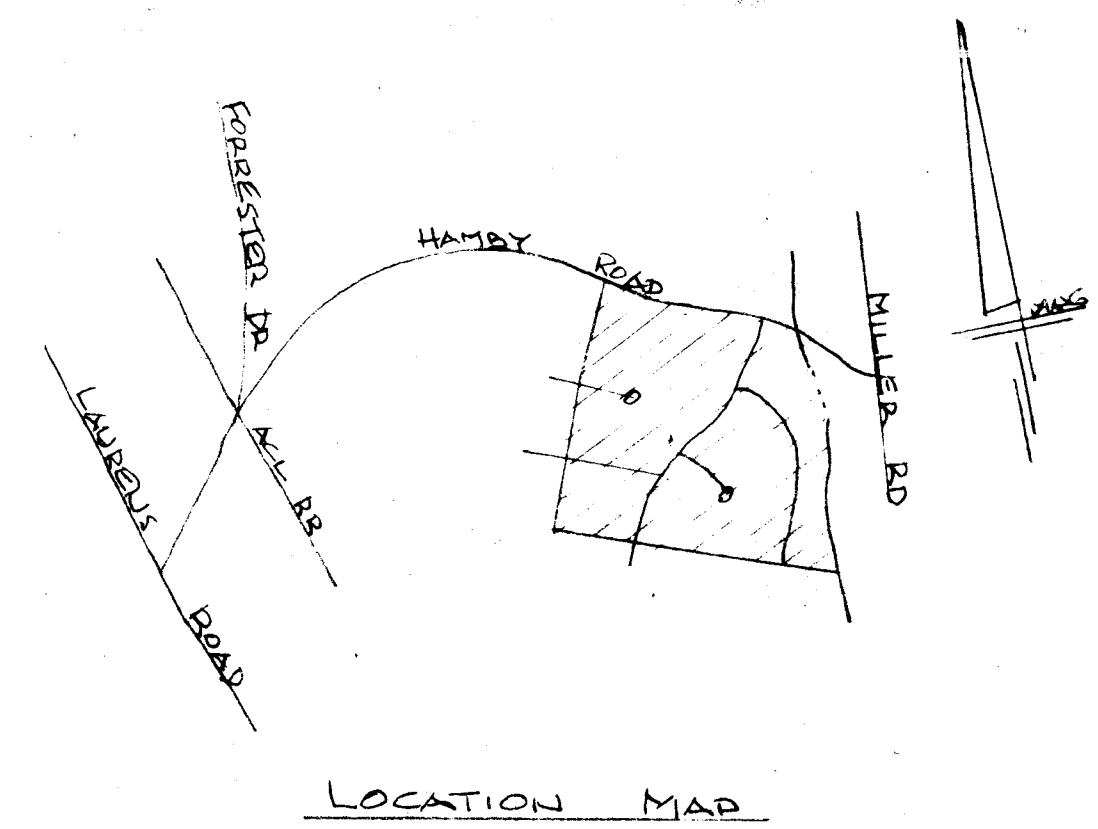 FORRESTER DR
HAMBY ROAD
MILLER RD
LAURENS ROAD
ACL RR
LOCATION MAP